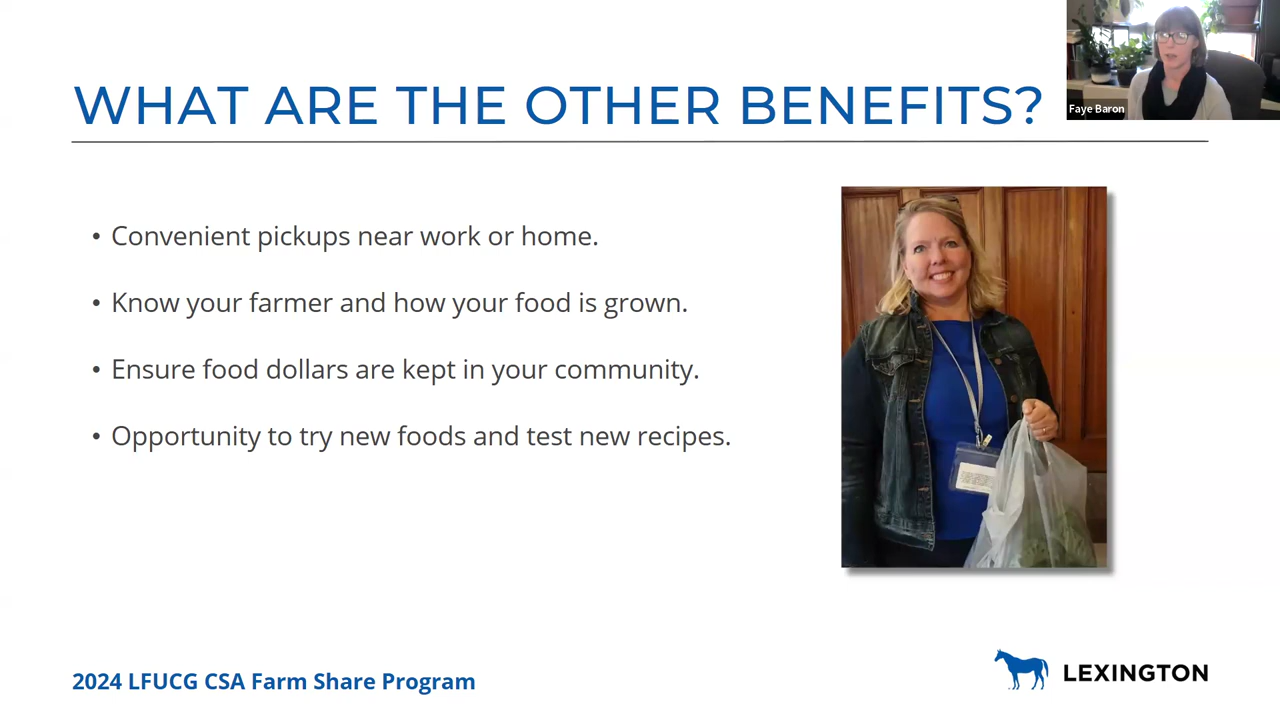 WHAT ARE THE OTHER BENEFITS?
Faye Baron
• Convenient pickups near work or home.
• Know your farmer and how your food is grown.
• Ensure food dollars are kept in your community.
• Opportunity to try new foods and test new recipes.
2024 LFUCG CSA Farm Share Program
LEXINGTON